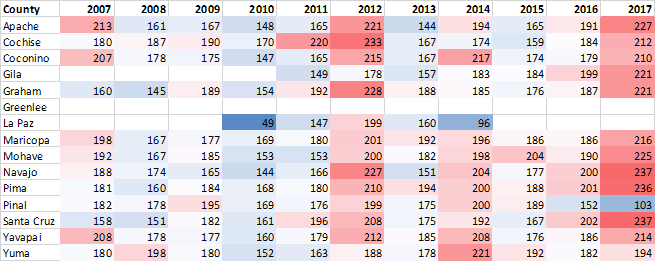 County 2007 2008 2009 2010 2011 2012 2013 2014 2015 2016 2017
Apache 213 161 167 148 165 221 144 194 165 191 227
Cochise 180 187 190 170 220 233 167 174 159 184 212
Coconino 207 178 175 147 165 215 167 217 174 179 210
Gila 149 178 157 183 184 199 221
Graham 160 145 189 154 192 228 188 185 176 187 221
Greenlee
La Paz 49 147 199 160 96
Maricopa 198 167 177 169 180 201 192 196 186 186 216
Mohave 192 167 185 153 153 200 182 198 204 190 225
Navajo 188 174 165 144 166 227 151 204 177 200 237
Pima 181 160 184 168 180 210 194 200 188 201 236
Pinal 182 178 195 169 176 199 175 200 189 152 103
Santa Cruz 158 151 182 161 196 208 175 192 167 202 237
Yavapai 208 178 177 160 179 212 185 208 176 186 214
Yuma 180 198 180 152 163 188 178 221 192 182 194